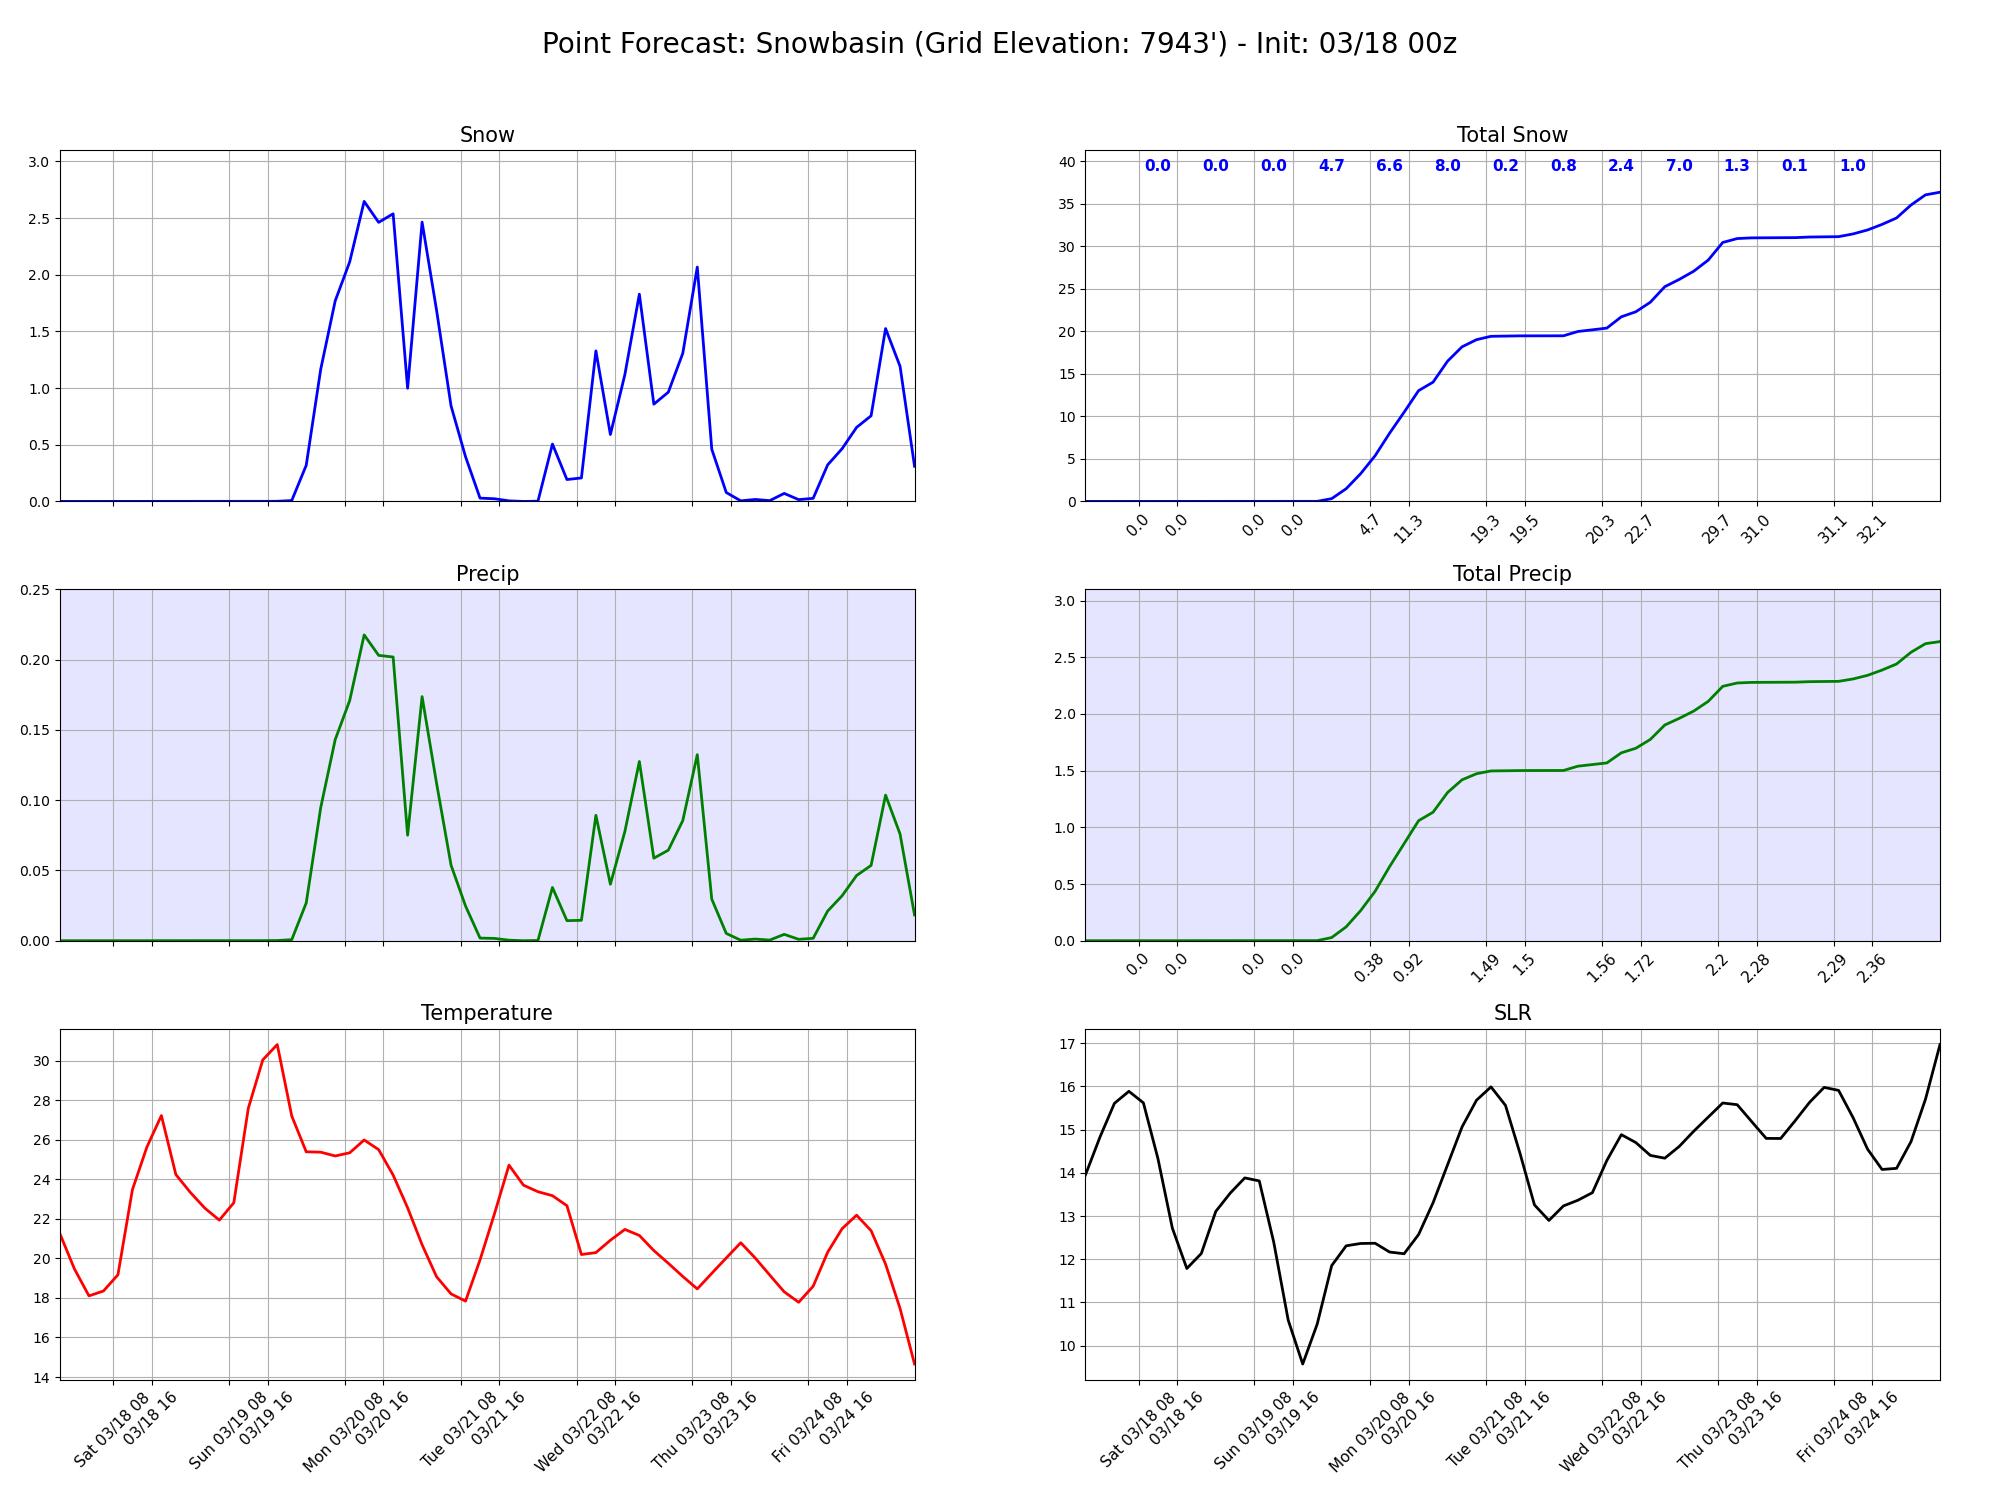 Point Forecast: Snowbasin (Grid Elevation: 7943') - Init: 03/18 00z
Snow
3.0
2.5
2.0
1.5
1.0
0.5
0.0
Total Snow
0.0 0.0 0.0 4.7 6.6 8.0 0.2 0.8 2.4 7.0 1.3 0.1 1.0
40
35
30
25
20
15
10
5
0
0.0 0.0 0.0 0.0 4.7 11.3 19.3 19.5 20.3 22.7 29.7 31.0 31.1 32.1
Precip
0.25
0.20
0.15
0.10
0.05
0.00
Total Precip
3.0
2.5
2.0
1.5
1.0
0.5
0.0
0.0 0.0 0.0 0.0 0.38 0.92 1.49 1.5 1.56 1.72 2.2 2.28 2.29 2.36
Temperature
30
28
26
24
22
20
18
16
14
Sat 03/18 08
03/18 16
Sun 03/19 08
03/19 16
Mon 03/20 08
03/20 16
Tue 03/21 08
03/21 16
Wed 03/22 08
03/22 16
Thu 03/23 08
03/23 16
Fri 03/24 08
03/24 16
SLR
17
16
15
14
13
12
11
10
Sat 03/18 08
03/18 16
Sun 03/19 08
03/19 16
Mon 03/20 08
03/20 16
Tue 03/21 08
03/21 16
Wed 03/22 08
03/22 16
Thu 03/23 08
03/23 16
Fri 03/24 08
03/24 16